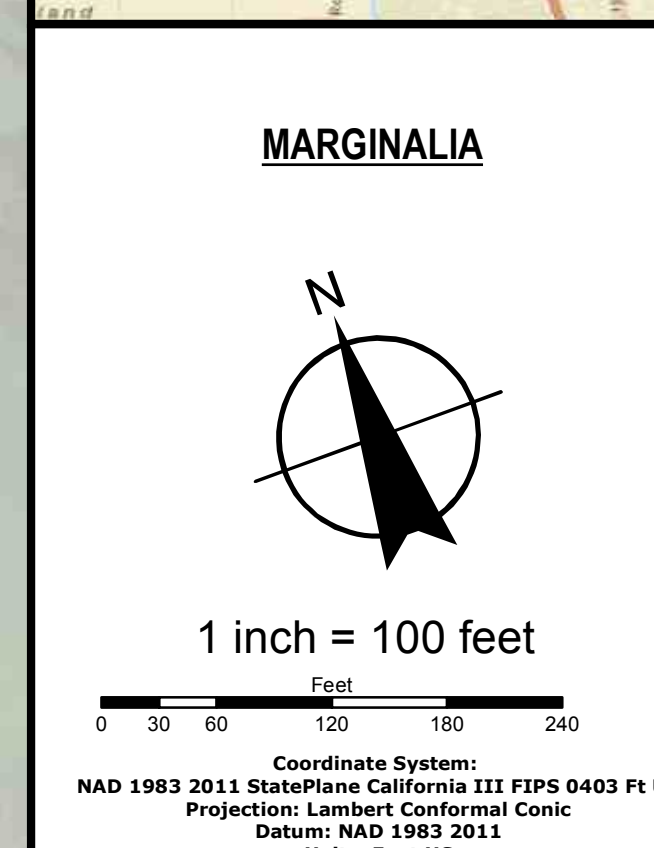 land
MARGINALIA
N
1 inch = 100 feet
Feet
0 30 60 120 180 240
Coordinate System:
NAD 1983 2011 StatePlane California III FIPS 0403 Ft
Projection: Lambert Conformal Conic
Datum: NAD 1983 2011